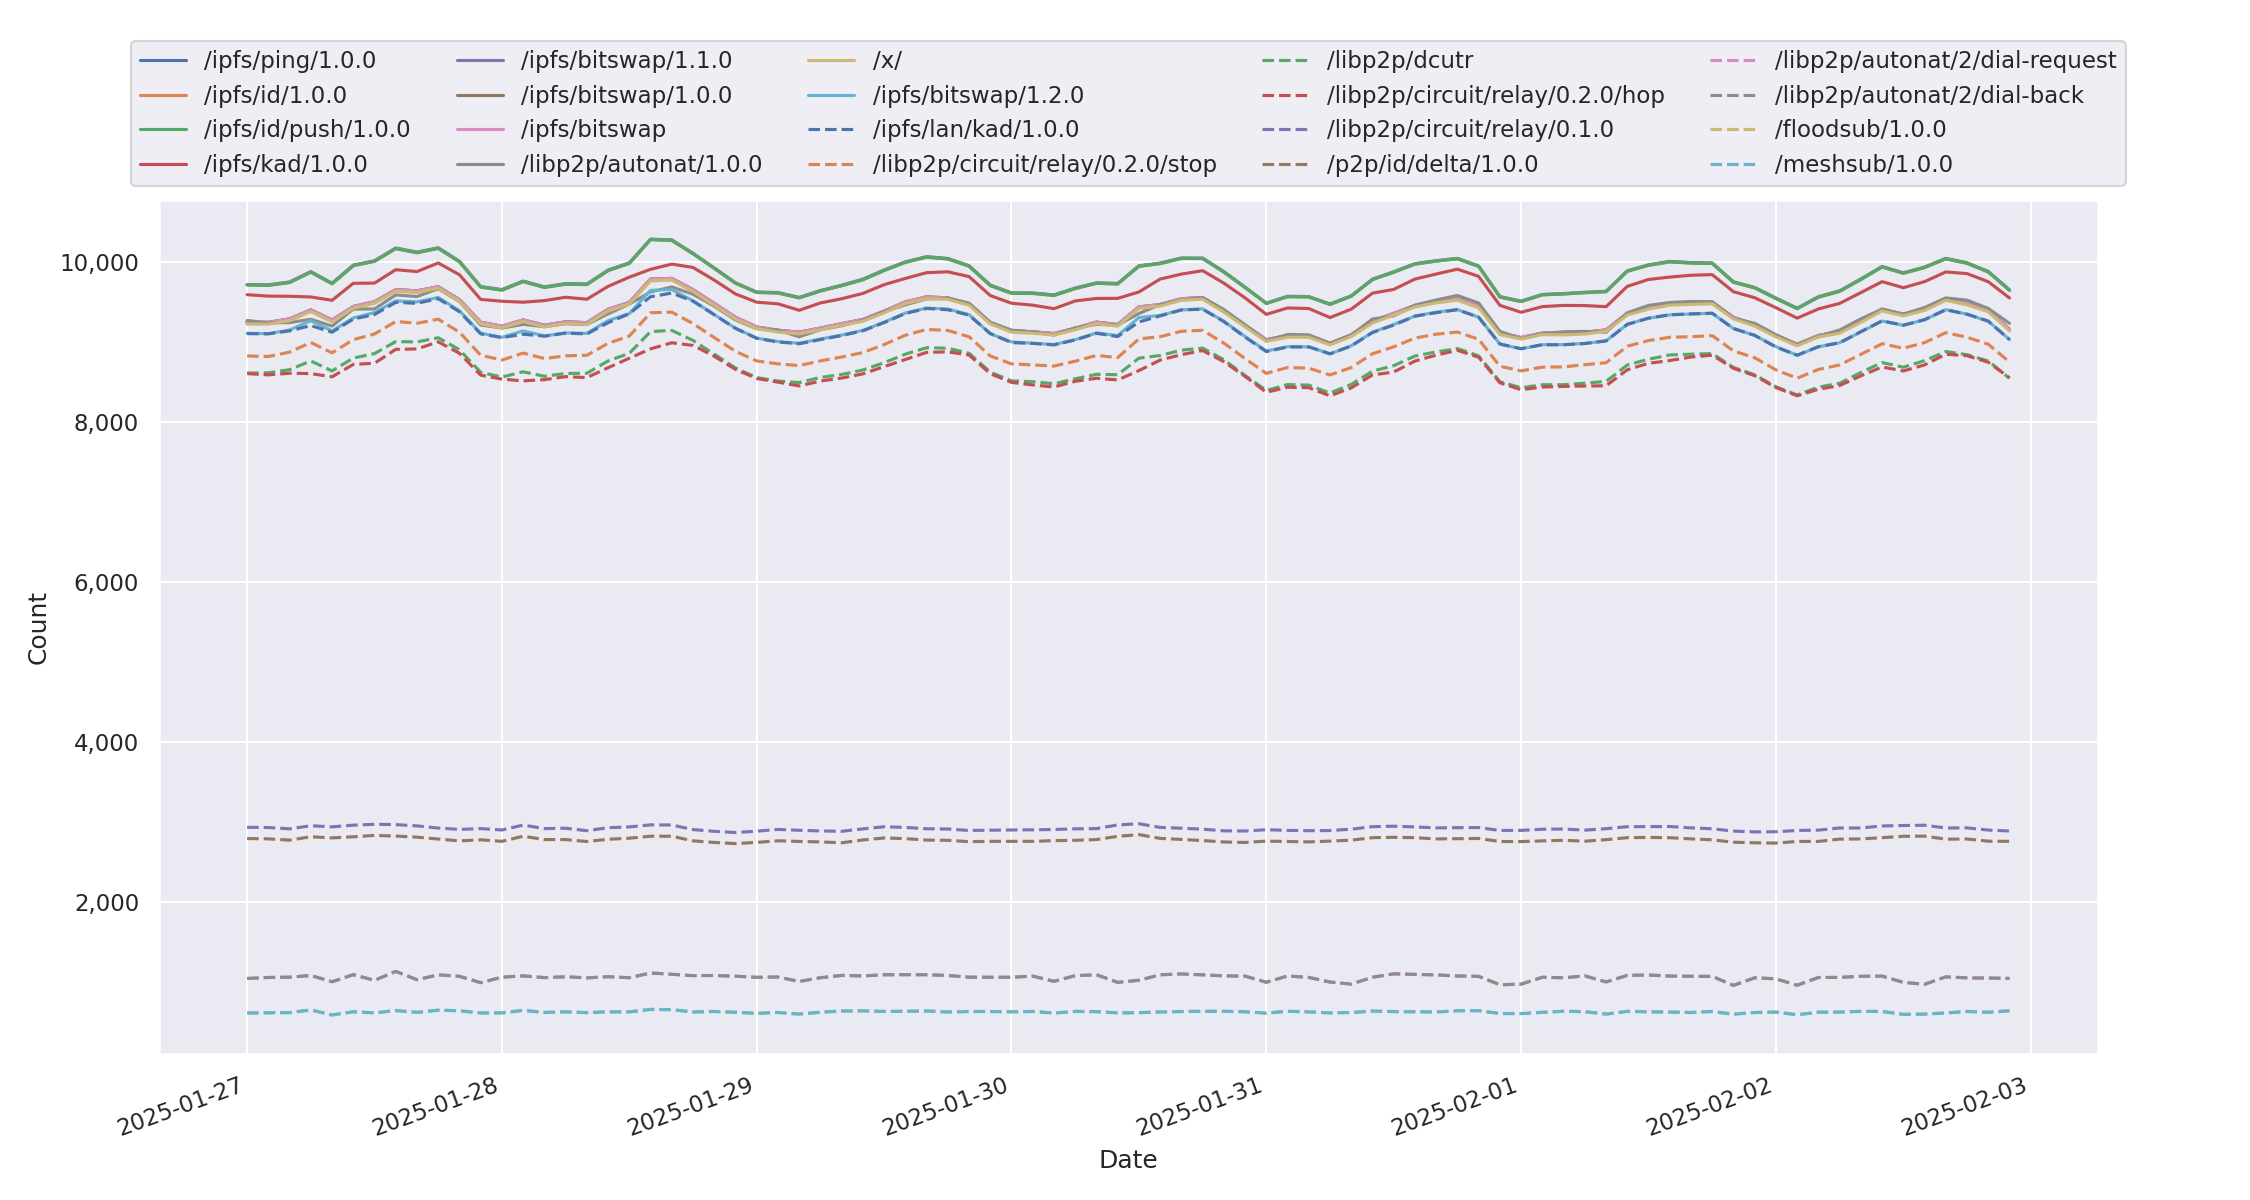 /ipfs/ping/1.0.0
/ipfs/id/1.0.0
/ipfs/id/push/1.0.0
/ipfs/kad/1.0.0
/ipfs/bitswap/1.1.0
/ipfs/bitswap/1.0.0
/ipfs/bitswap
/libp2p/autonat/1.0.0
/x/
/ipfs/bitswap/1.2.0
/ipfs/lan/kad/1.0.0
/libp2p/circuit/relay/0.2.0/stop
/libp2p/dcutr
/libp2p/circuit/relay/0.2.0/hop
/libp2p/circuit/relay/0.1.0
/p2p/id/delta/1.0.0
/libp2p/autonat/2/dial-request
/libp2p/autonat/2/dial-back
/floodsub/1.0.0
/meshsub/1.0.0
10,000
8,000
6,000
4,000
2,000
Count
2025-01-27
2025-01-28
2025-01-29
2025-01-30
2025-01-31
2025-02-01
2025-02-02
2025-02-03
Date